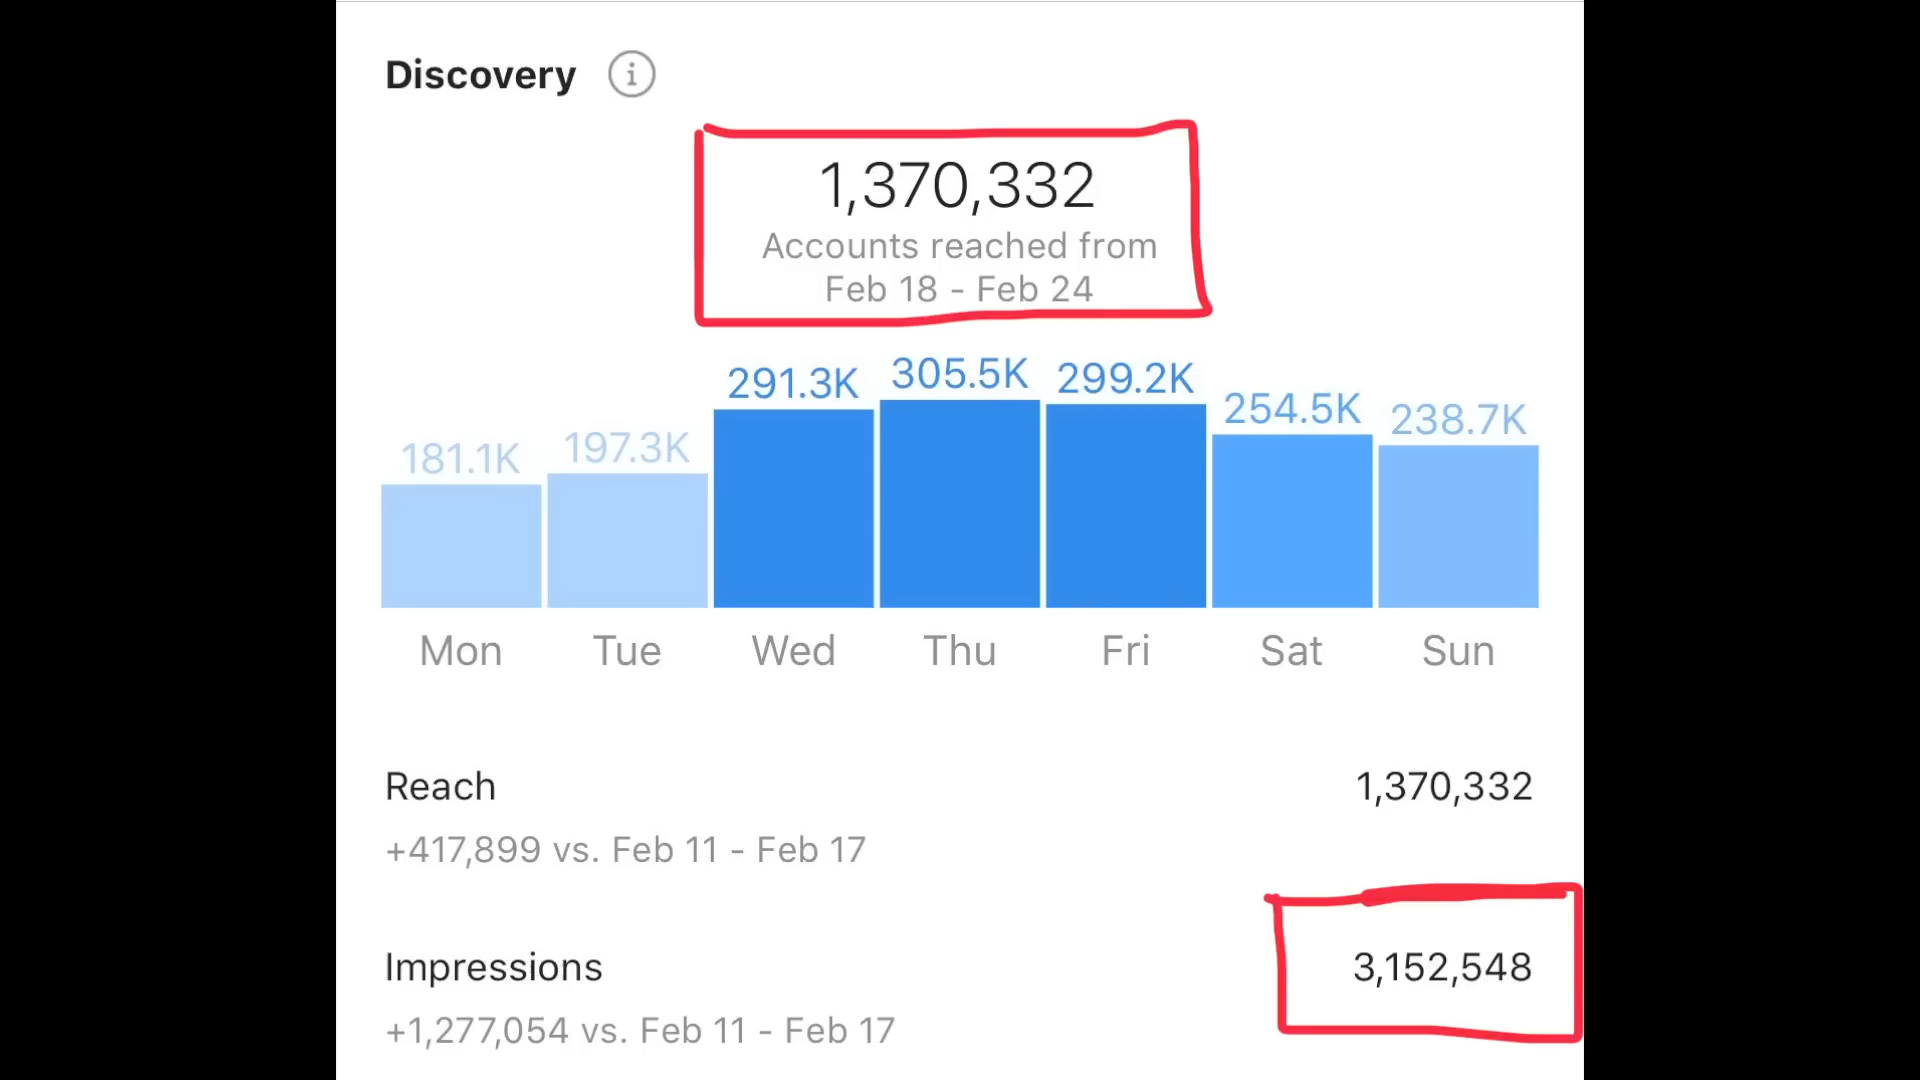 Discovery
1,370,332
Accounts reached from
Feb 18 - Feb 24
181.1K 197.3K 291.3K 305.5K 299.2K 254.5K 238.7K
Mon Tue Wed Thu Fri Sat Sun
Reach 1,370,332
+417,899 vs. Feb 11 - Feb 17
Impressions 3,152,548
+1,277,054 vs. Feb 11 - Feb 17